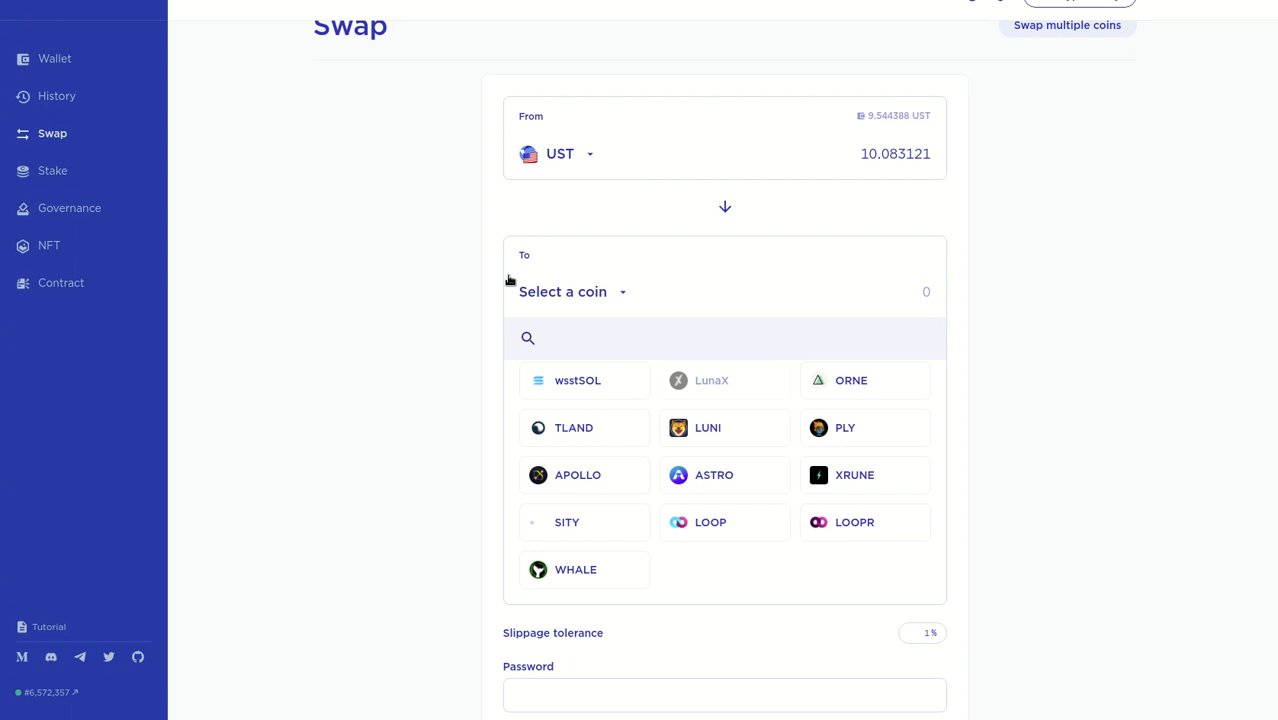 Swap
Swap multiple coins
Wallet
History
Swap
Stake
Governance
NFT
Contract
From
9.544388 UST
UST
10.083121
To
Select a coin
0
wsstSOL
LunaX
ORNE
TLAND
LUNI
PLY
APOLLO
ASTRO
XRUNE
SITY
LOOP
LOOPR
WHALE
Slippage tolerance
1%
Password
Tutorial
#6,572,357